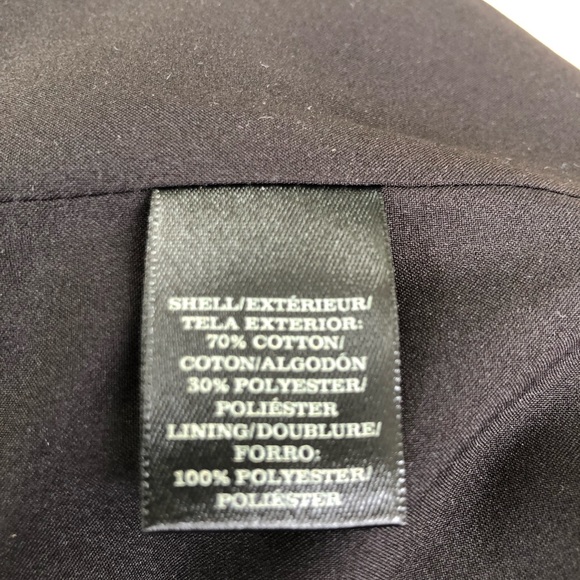 SHELL/EXTÉRIEUR/
TELA EXTERIOR:
70% COTTON/
COTON/ALGODÓN
30% POLYESTER/
POLIÉSTER
LINING/DOUBLURE/
FORRO:
100% POLYESTER/
POLIÉSTER